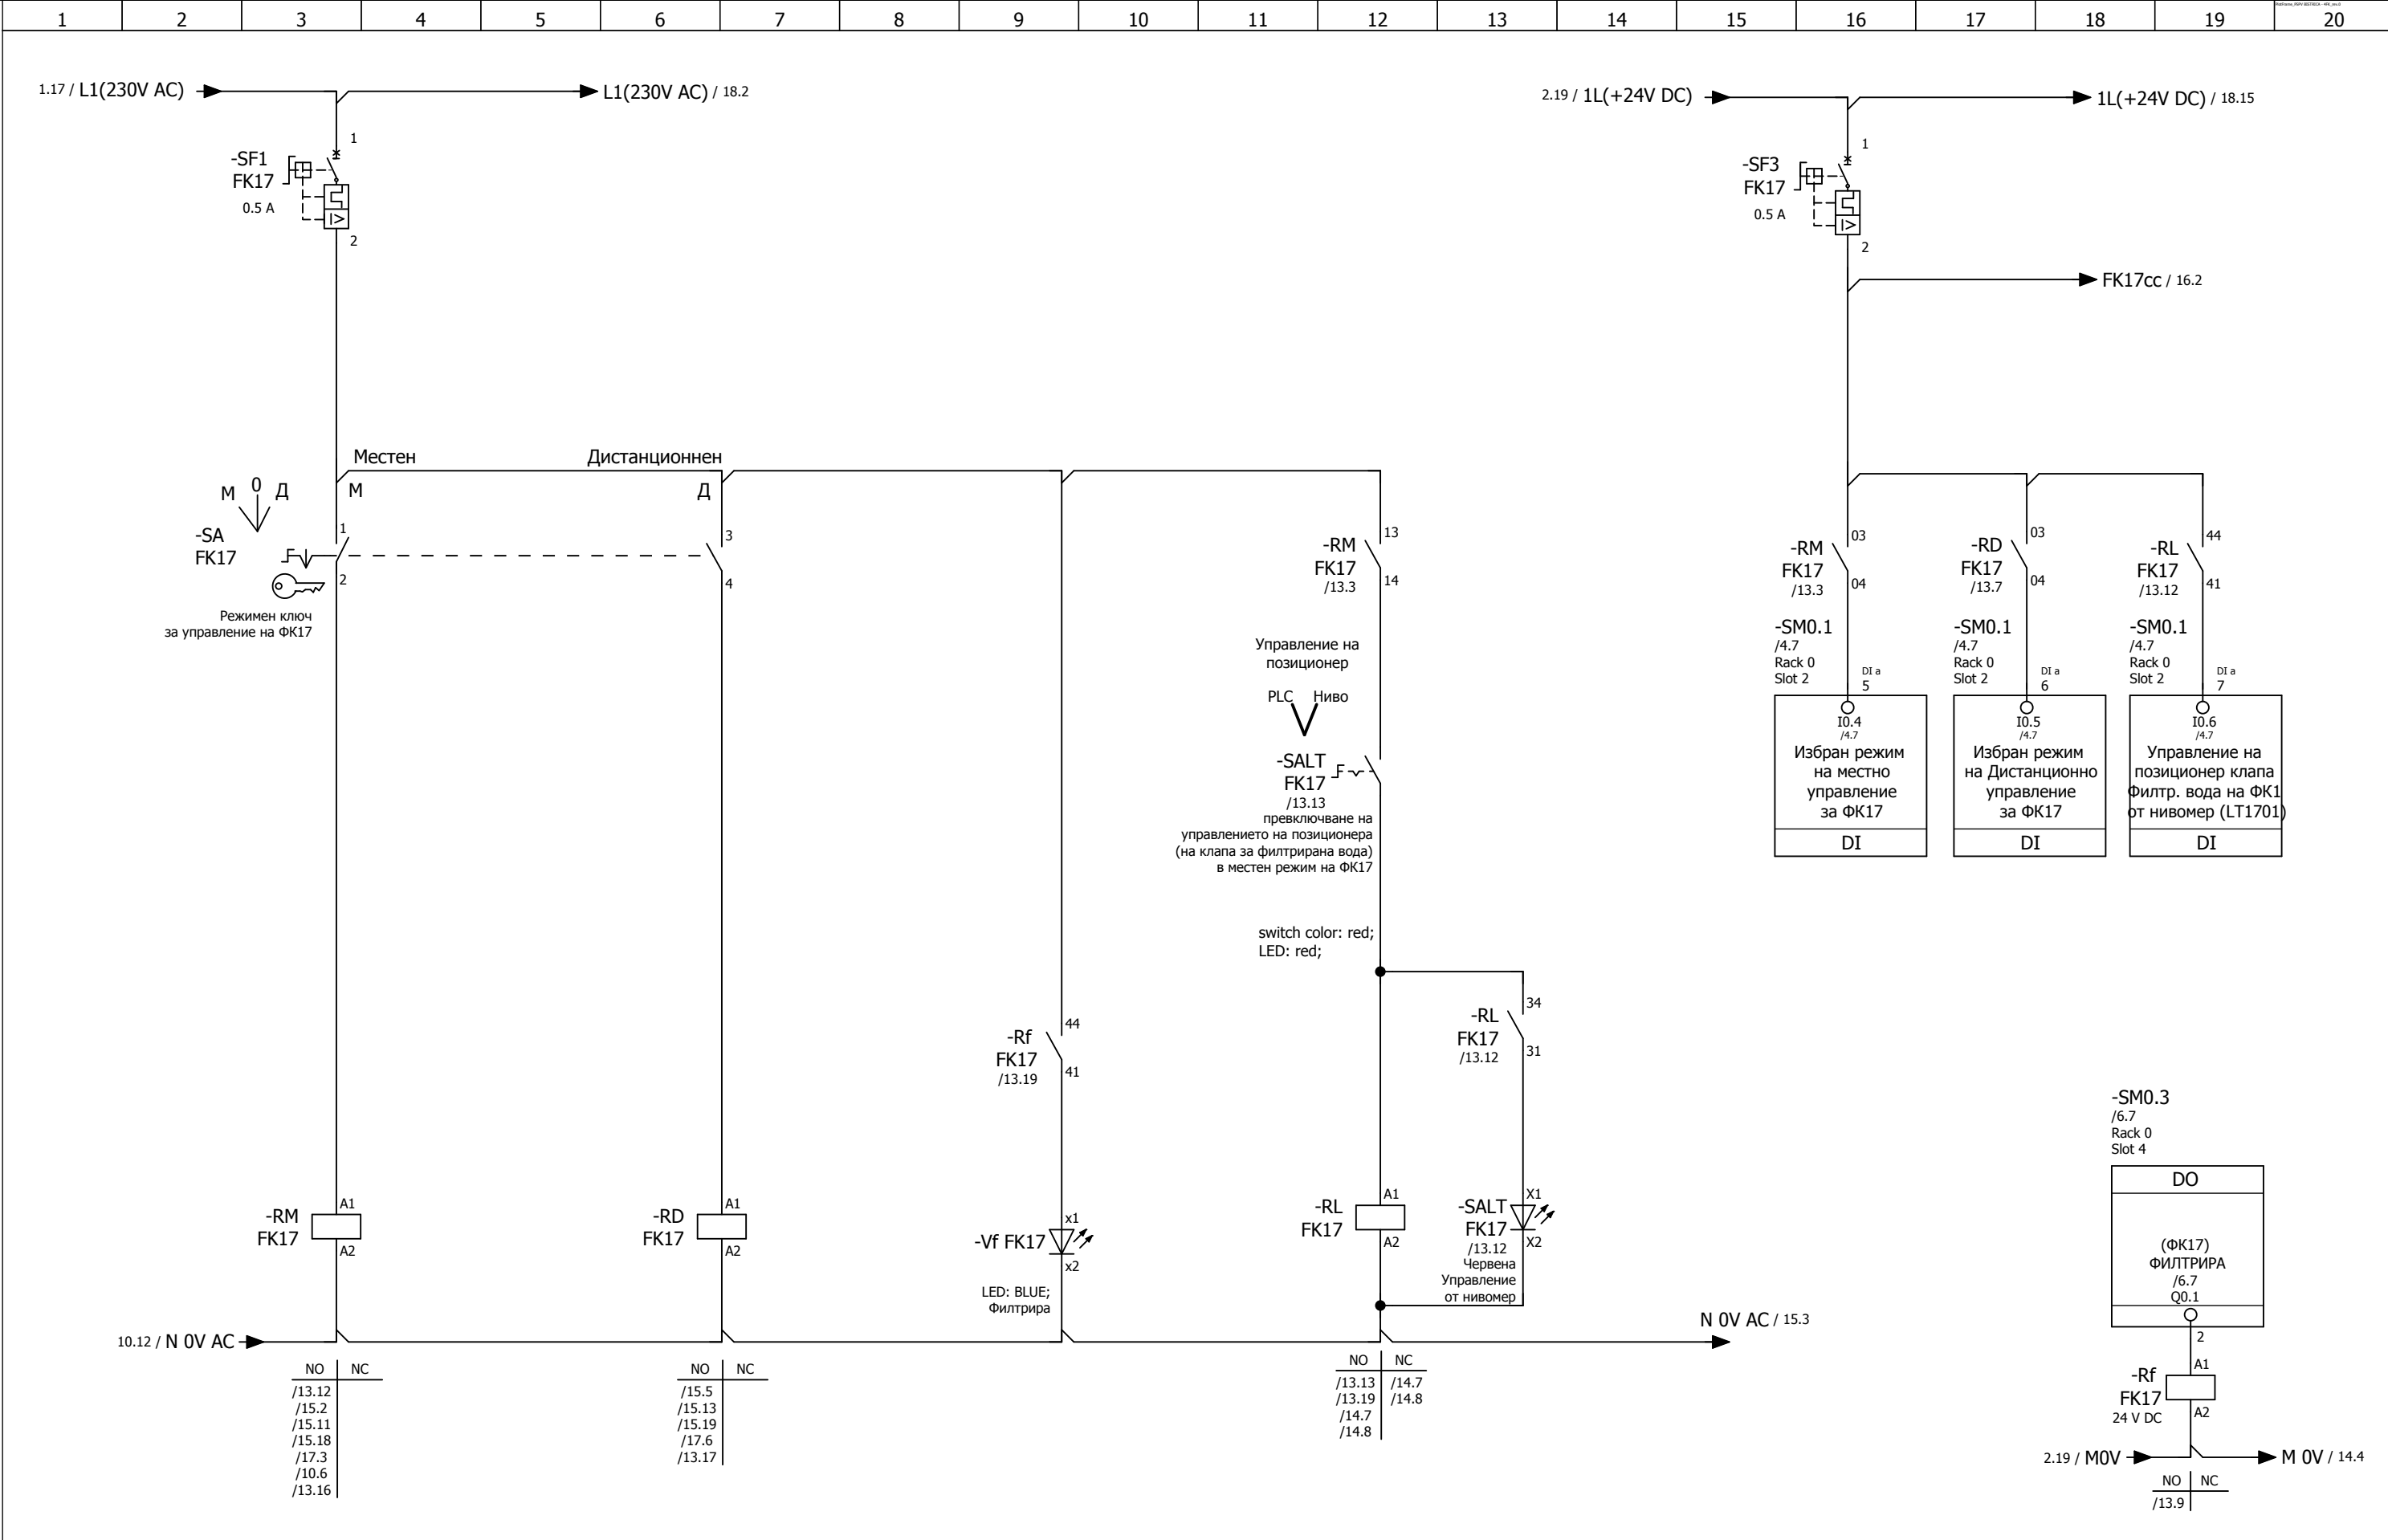 1 2 3 4 5 6 7 8 9 10 11 12 13 14 15 16 17 18 19 20
1.17 / L1(230V AC)
L1(230V AC) / 18.2
2.19 / 1L(+24V DC)
1L(+24V DC) / 18.15
1
-SF1
FK17
0.5 A
2
1
-SF3
FK17
0.5 A
2
FK17cc / 16.2
Местен
Дистанционнен
М 0 Д
М
Д
-SA
FK17
1
2
3
4
Режимен ключ
за управление на ФК17
-RM
FK17
/13.3
13
14
Управление на
позиционер
PLC Ниво
-SALT
FK17
/13.13
превключване на
управлението на позиционера
(на клапа за филтрирана вода)
в местен режим на ФК17
switch color: red;
LED: red;
-RM
FK17
/13.3
03
04
-RD
FK17
/13.7
03
04
-RL
FK17
/13.12
44
41
-SM0.1
/4.7
Rack 0
Slot 2
DI a
5
I0.4
/4.7
Избран режим
на местно
управление
за ФК17
DI
-SM0.1
/4.7
Rack 0
Slot 2
DI a
6
I0.5
/4.7
Избран режим
на Дистанционно
управление
за ФК17
DI
-SM0.1
/4.7
Rack 0
Slot 2
DI a
7
I0.6
/4.7
Управление на
позиционер клапа
Филтр. вода на ФК1
от нивомер (LT1701)
DI
-Rf
FK17
/13.19
44
41
-RL
FK17
/13.12
34
31
-RM
FK17
A1
A2
-RD
FK17
A1
A2
-Vf FK17
x1
x2
LED: BLUE;
Филтрира
-RL
FK17
A1
A2
-SALT
FK17
/13.12
X1
X2
Червена
Управление
от нивомер
10.12 / N 0V AC
N 0V AC / 15.3
NO NC
/13.12
/15.2
/15.11
/15.18
/17.3
/10.6
/13.16
NO NC
/15.5
/15.13
/15.19
/17.6
/13.17
NO NC
/13.13 /14.7
/13.19 /14.8
/14.7
/14.8
-SM0.3
/6.7
Rack 0
Slot 4
DO
(ФК17)
ФИЛТРИРА
/6.7
Q0.1
2
-Rf
FK17
24 V DC
A1
A2
2.19 / M0V
M 0V / 14.4
NO NC
/13.9